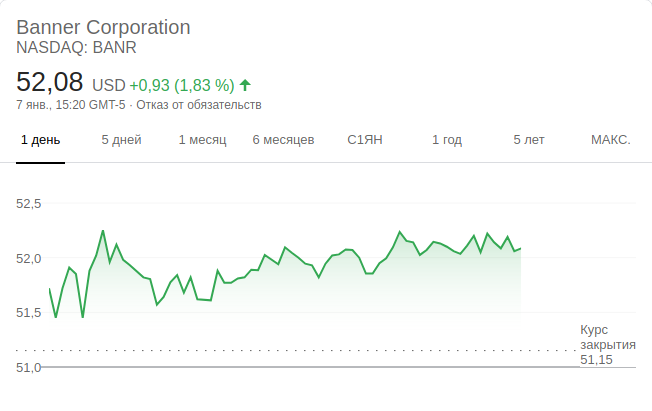 Banner Corporation
NASDAQ: BANR
52,08 USD +0,93 (1,83 %)
7 янв., 15:20 GMT-5 · Отказ от обязательств
1 день 5 дней 1 месяц 6 месяцев С1ЯН 1 год 5 лет МАКС.
52,5
52,0
51,5
Курс
закрытия
51,15
51,0